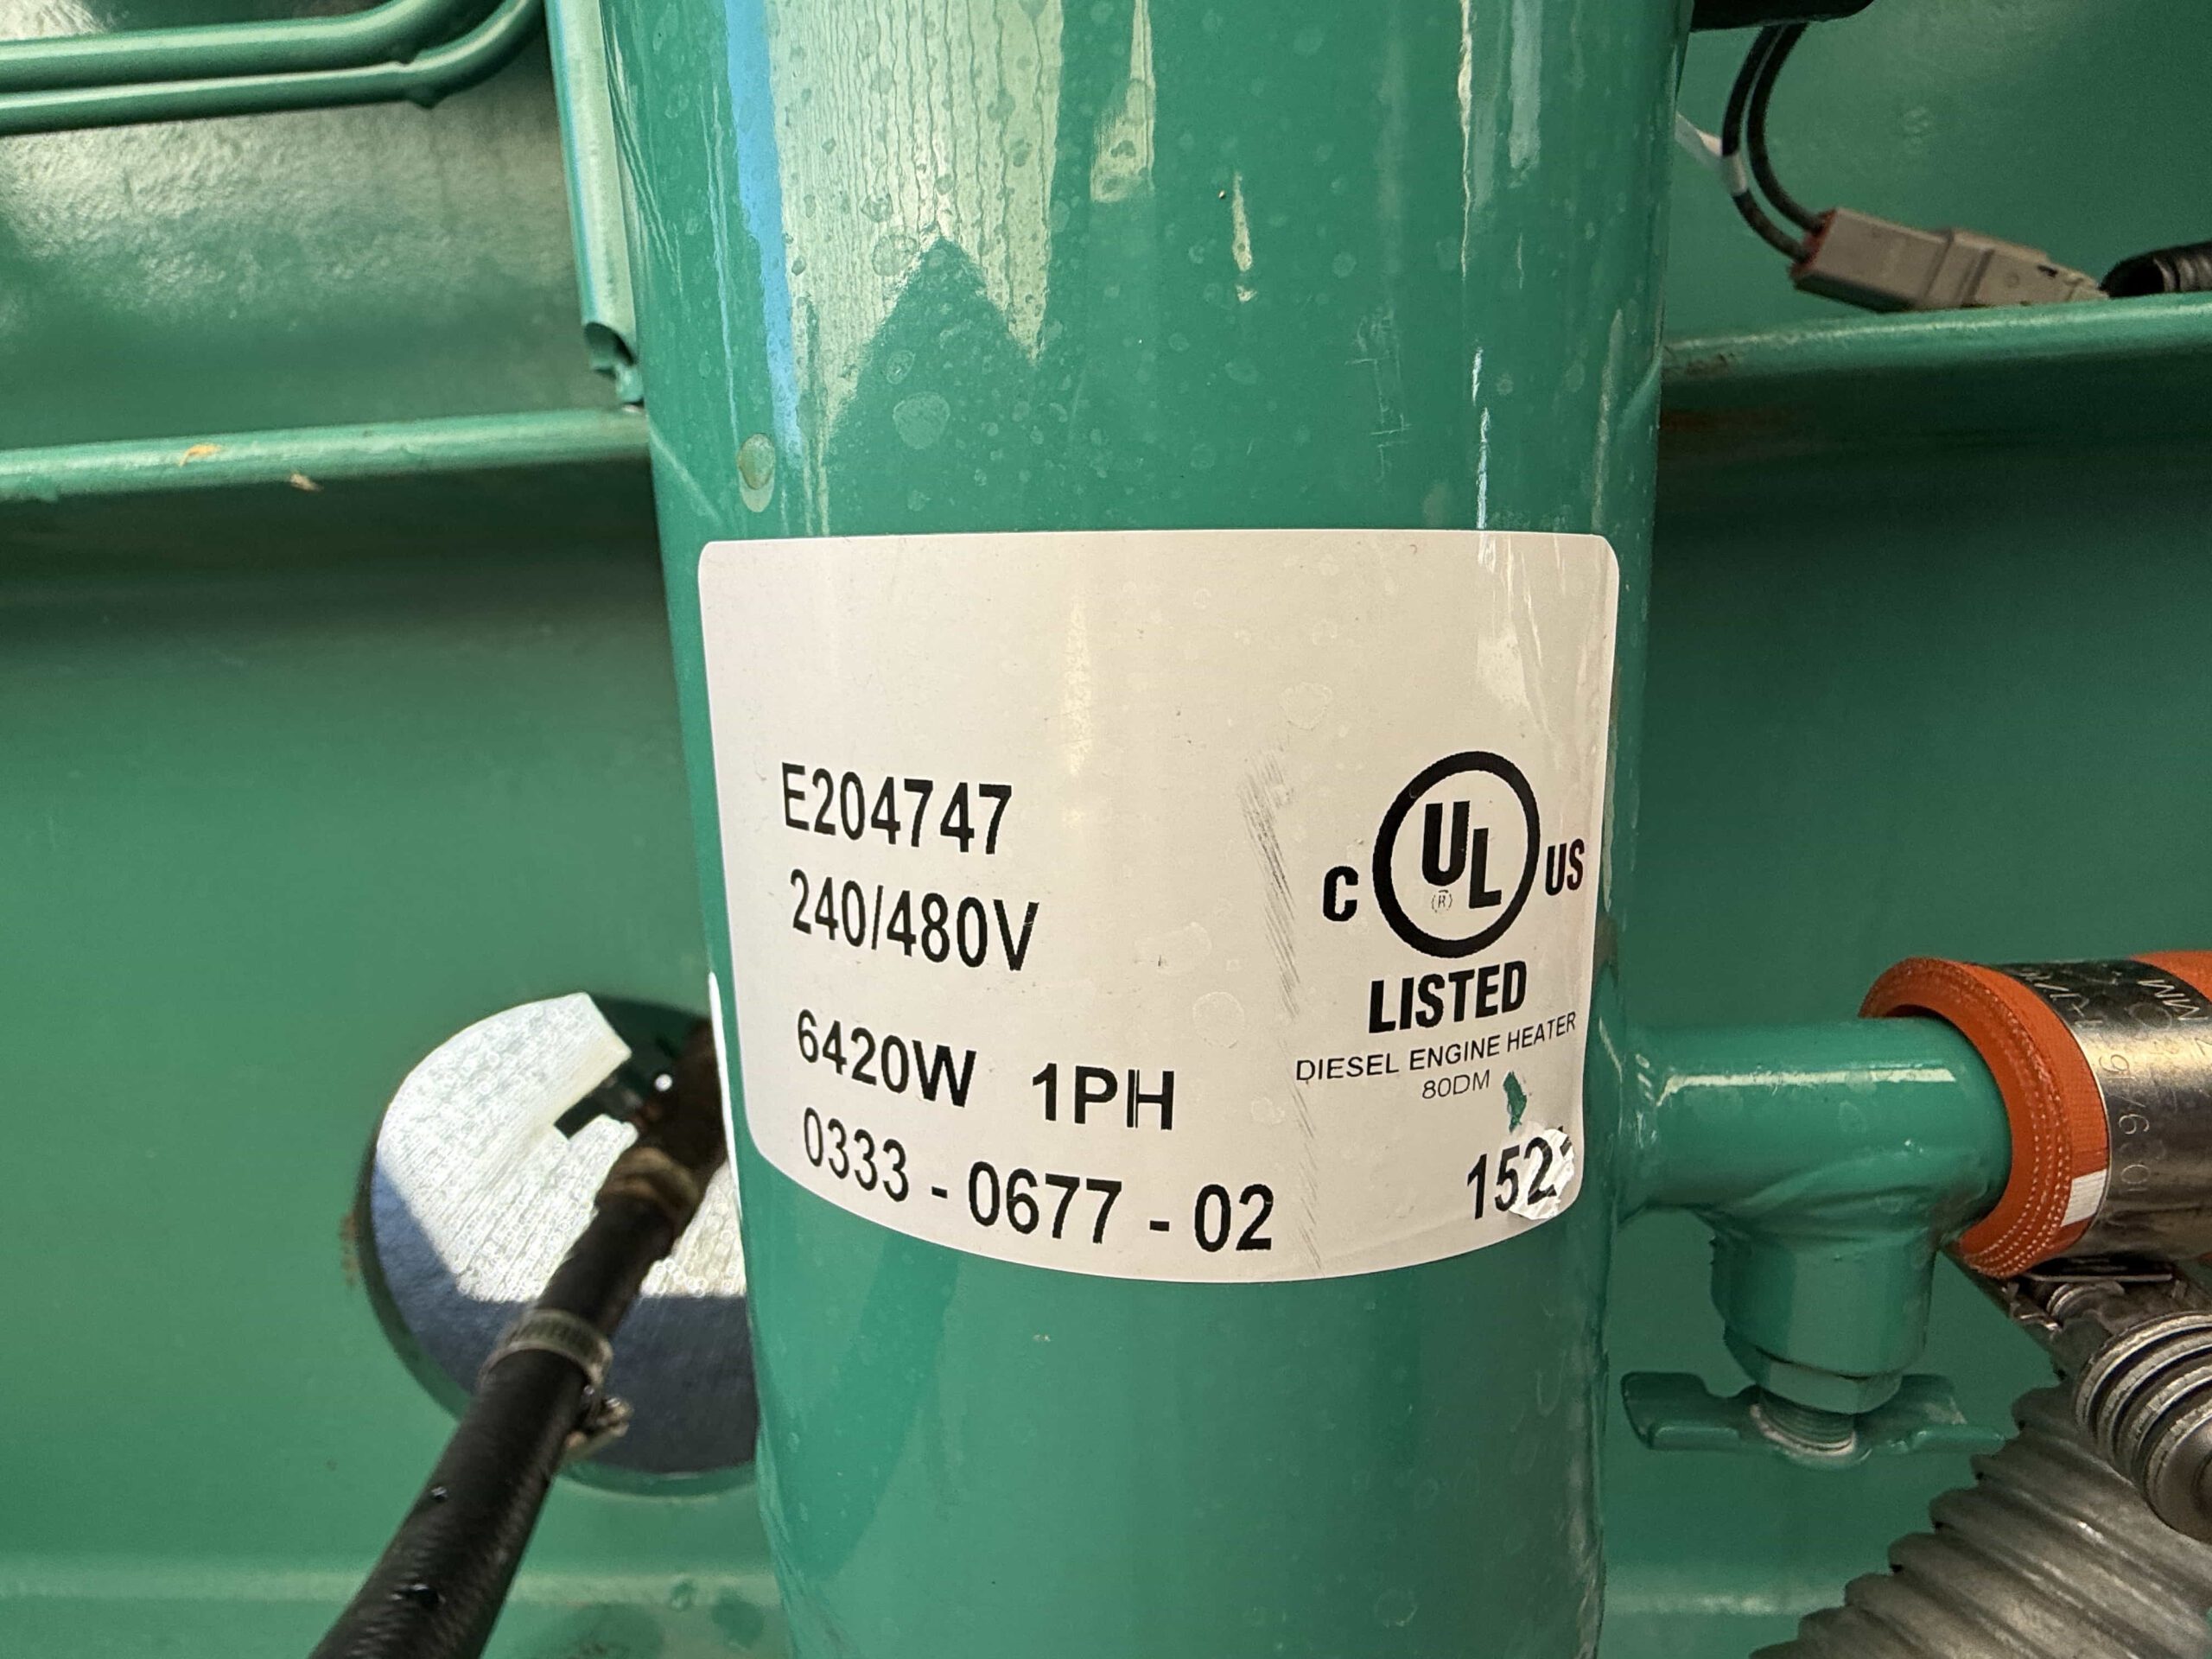 E204747
240/480V
6420W 1PH
0333 - 0677 - 02
C UL US
(R)
LISTED
DIESEL ENGINE HEATER
80DM